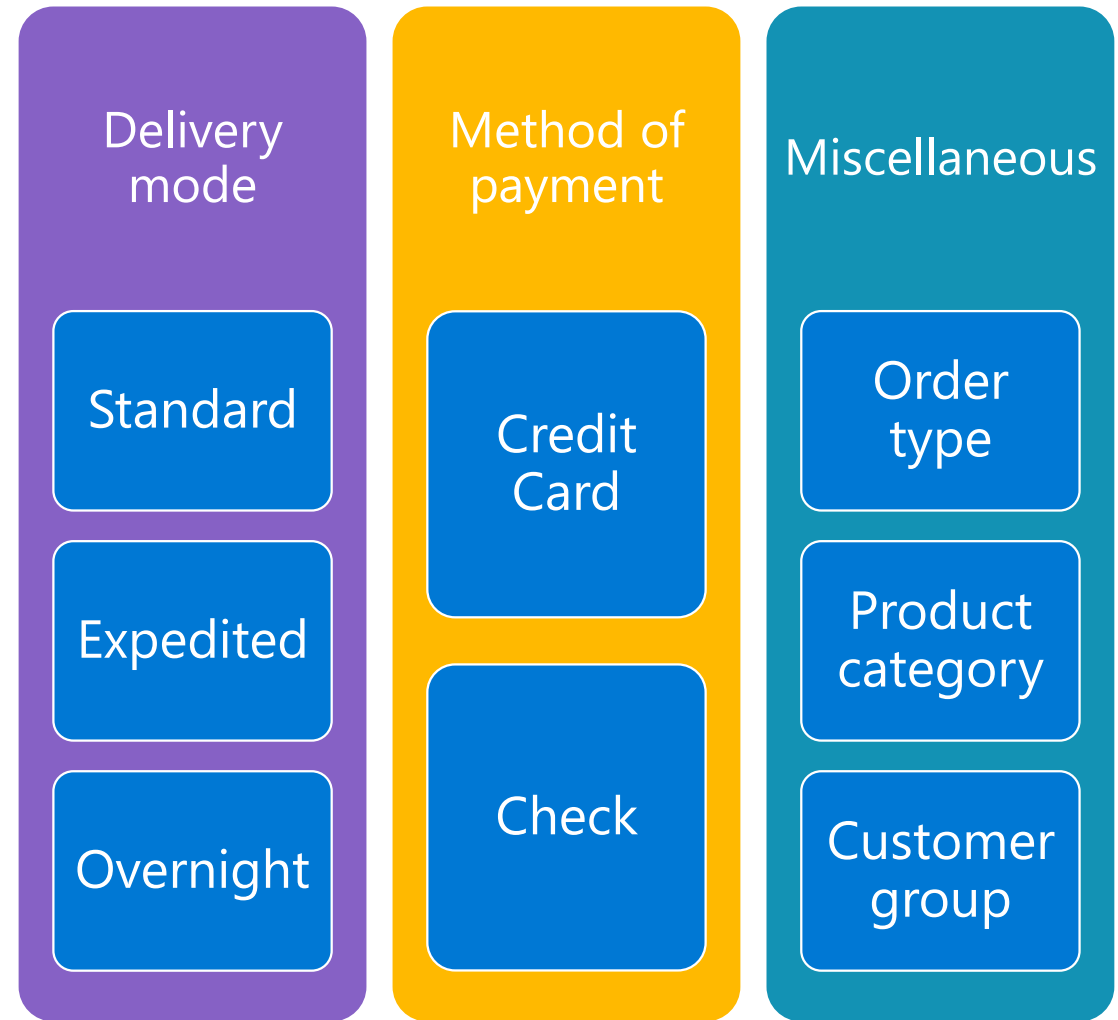 Delivery
mode
Standard
Expedited
Overnight
Method of
payment
Credit
Card
Check
Miscellaneous
Order
type
Product
category
Customer
group